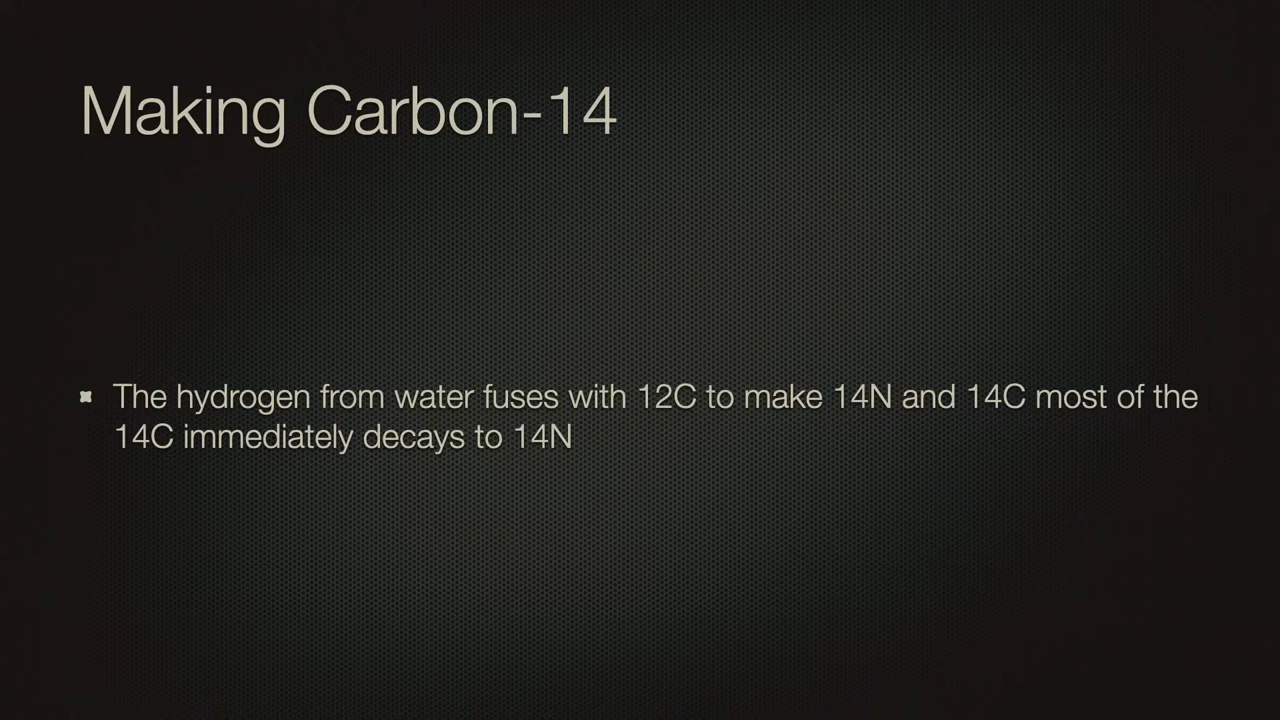 Making Carbon-14
The hydrogen from water fuses with 12C to make 14N and 14C most of the
14C immediately decays to 14N